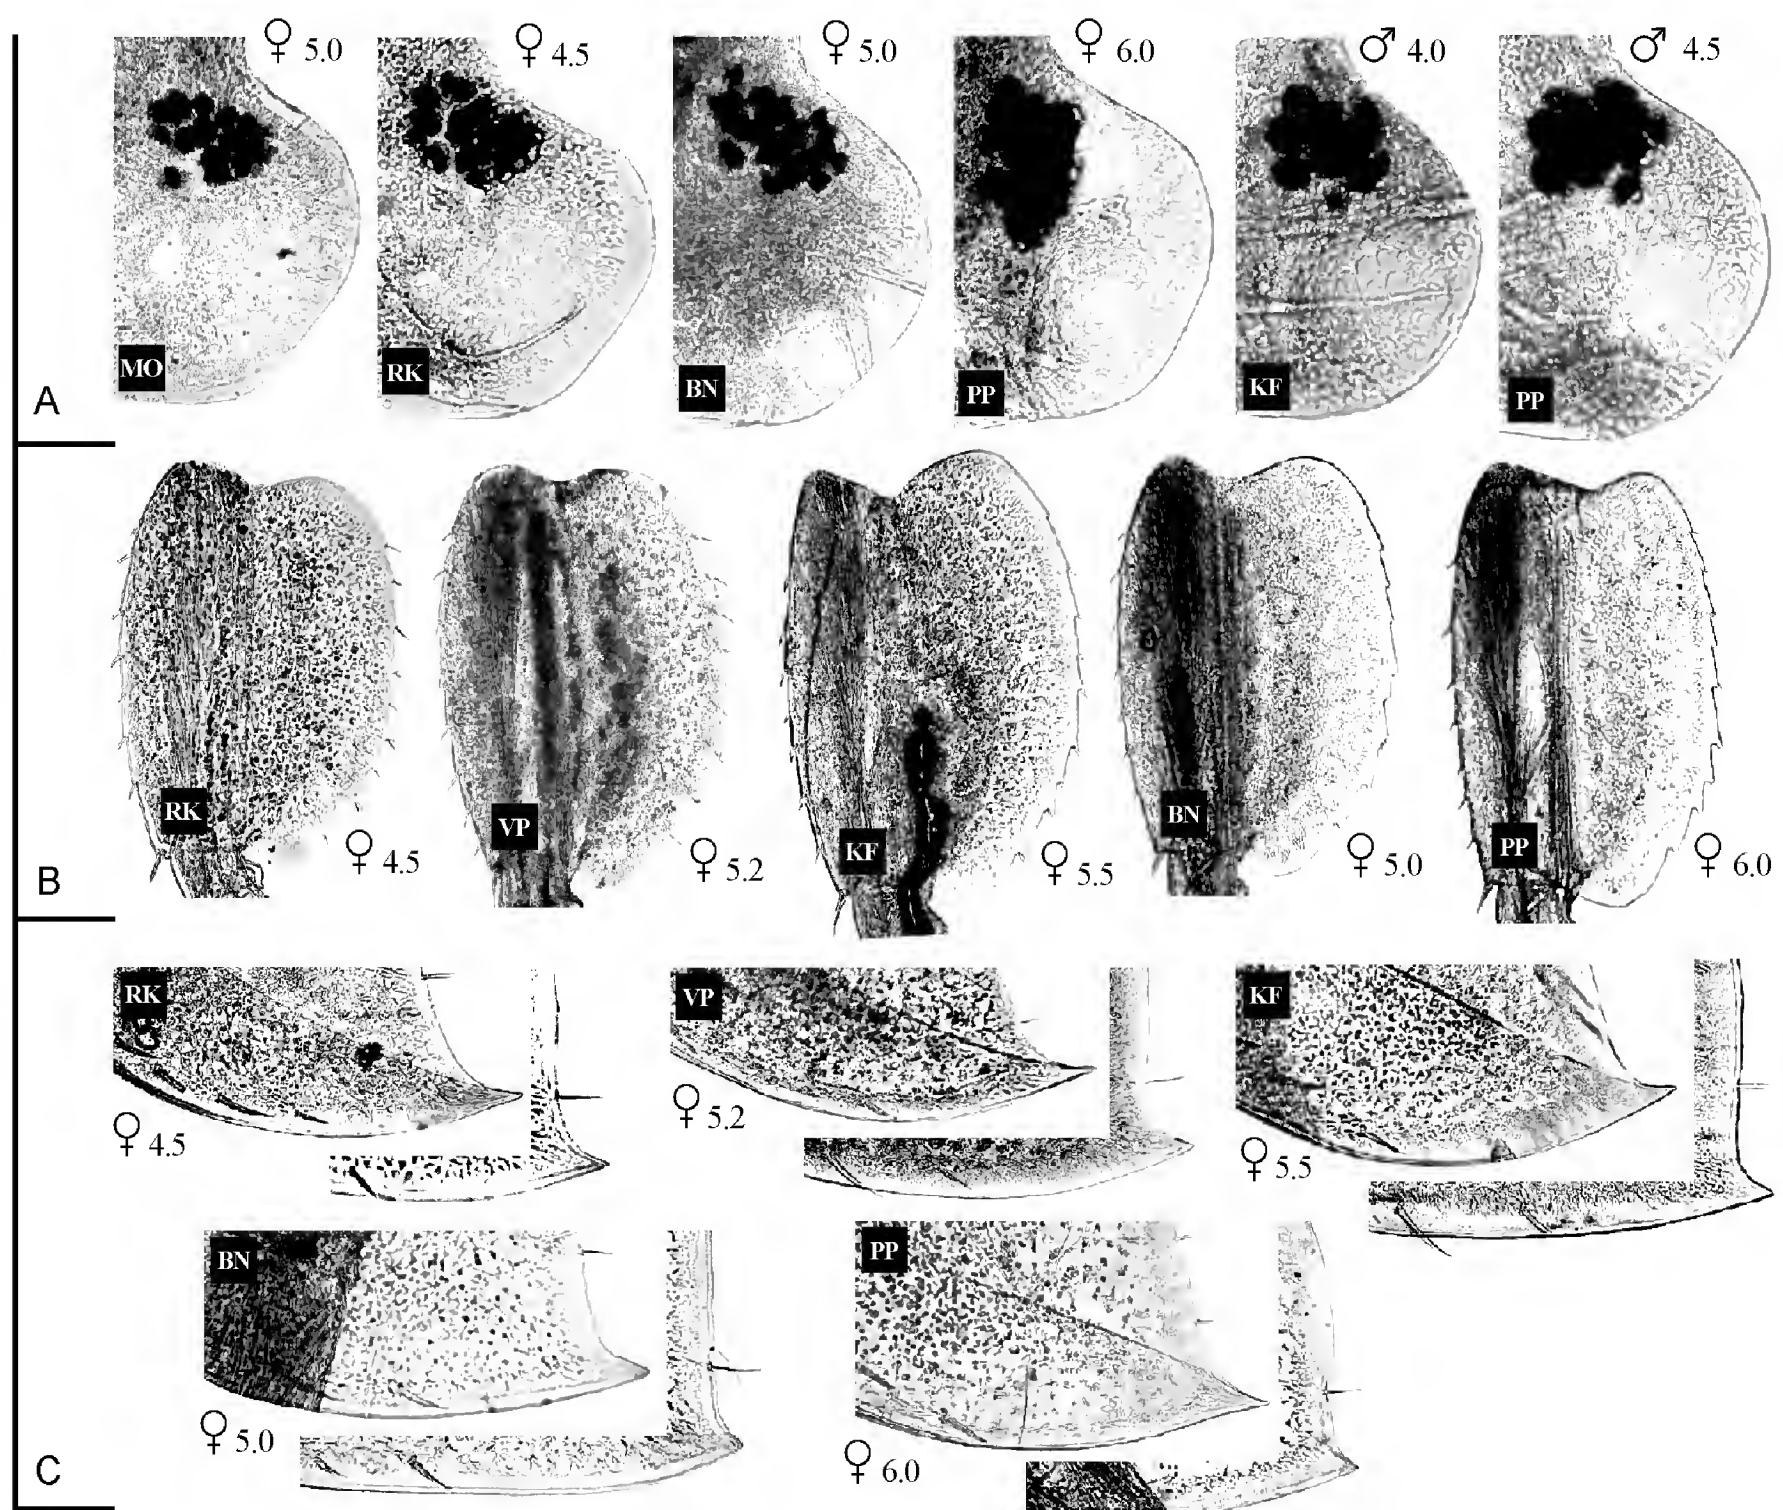 ♀ 5.0 ♀ 4.5 ♀ 5.0 ♀ 6.0 ♂ 4.0 ♂ 4.5
MO RK BN PP KF PP
A
RK VP KF BN PP
♀ 4.5 ♀ 5.2 ♀ 5.5 ♀ 5.0 ♀ 6.0
B
RK VP KF
♀ 4.5 ♀ 5.2 ♀ 5.5
BN PP
♀ 5.0 ♀ 6.0
C